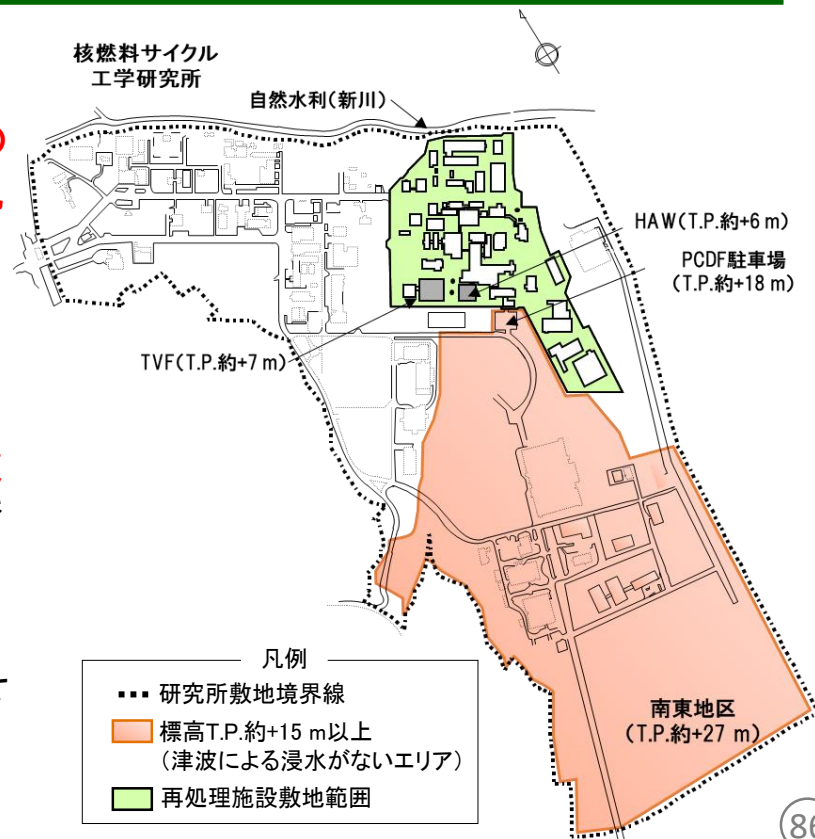 核燃料サイクル
工学研究所
自然水利(新川)
の
HAW(T.P.約+6 m)
PCDF駐車場
(T.P.約+18 m)
TVF(T.P.約+7 m)
て
凡例
研究所敷地境界線
標高T.P.約+15 m以上
(津波による浸水がないエリア)
再処理施設敷地範囲
南東地区
(T.P.約+27 m)
86